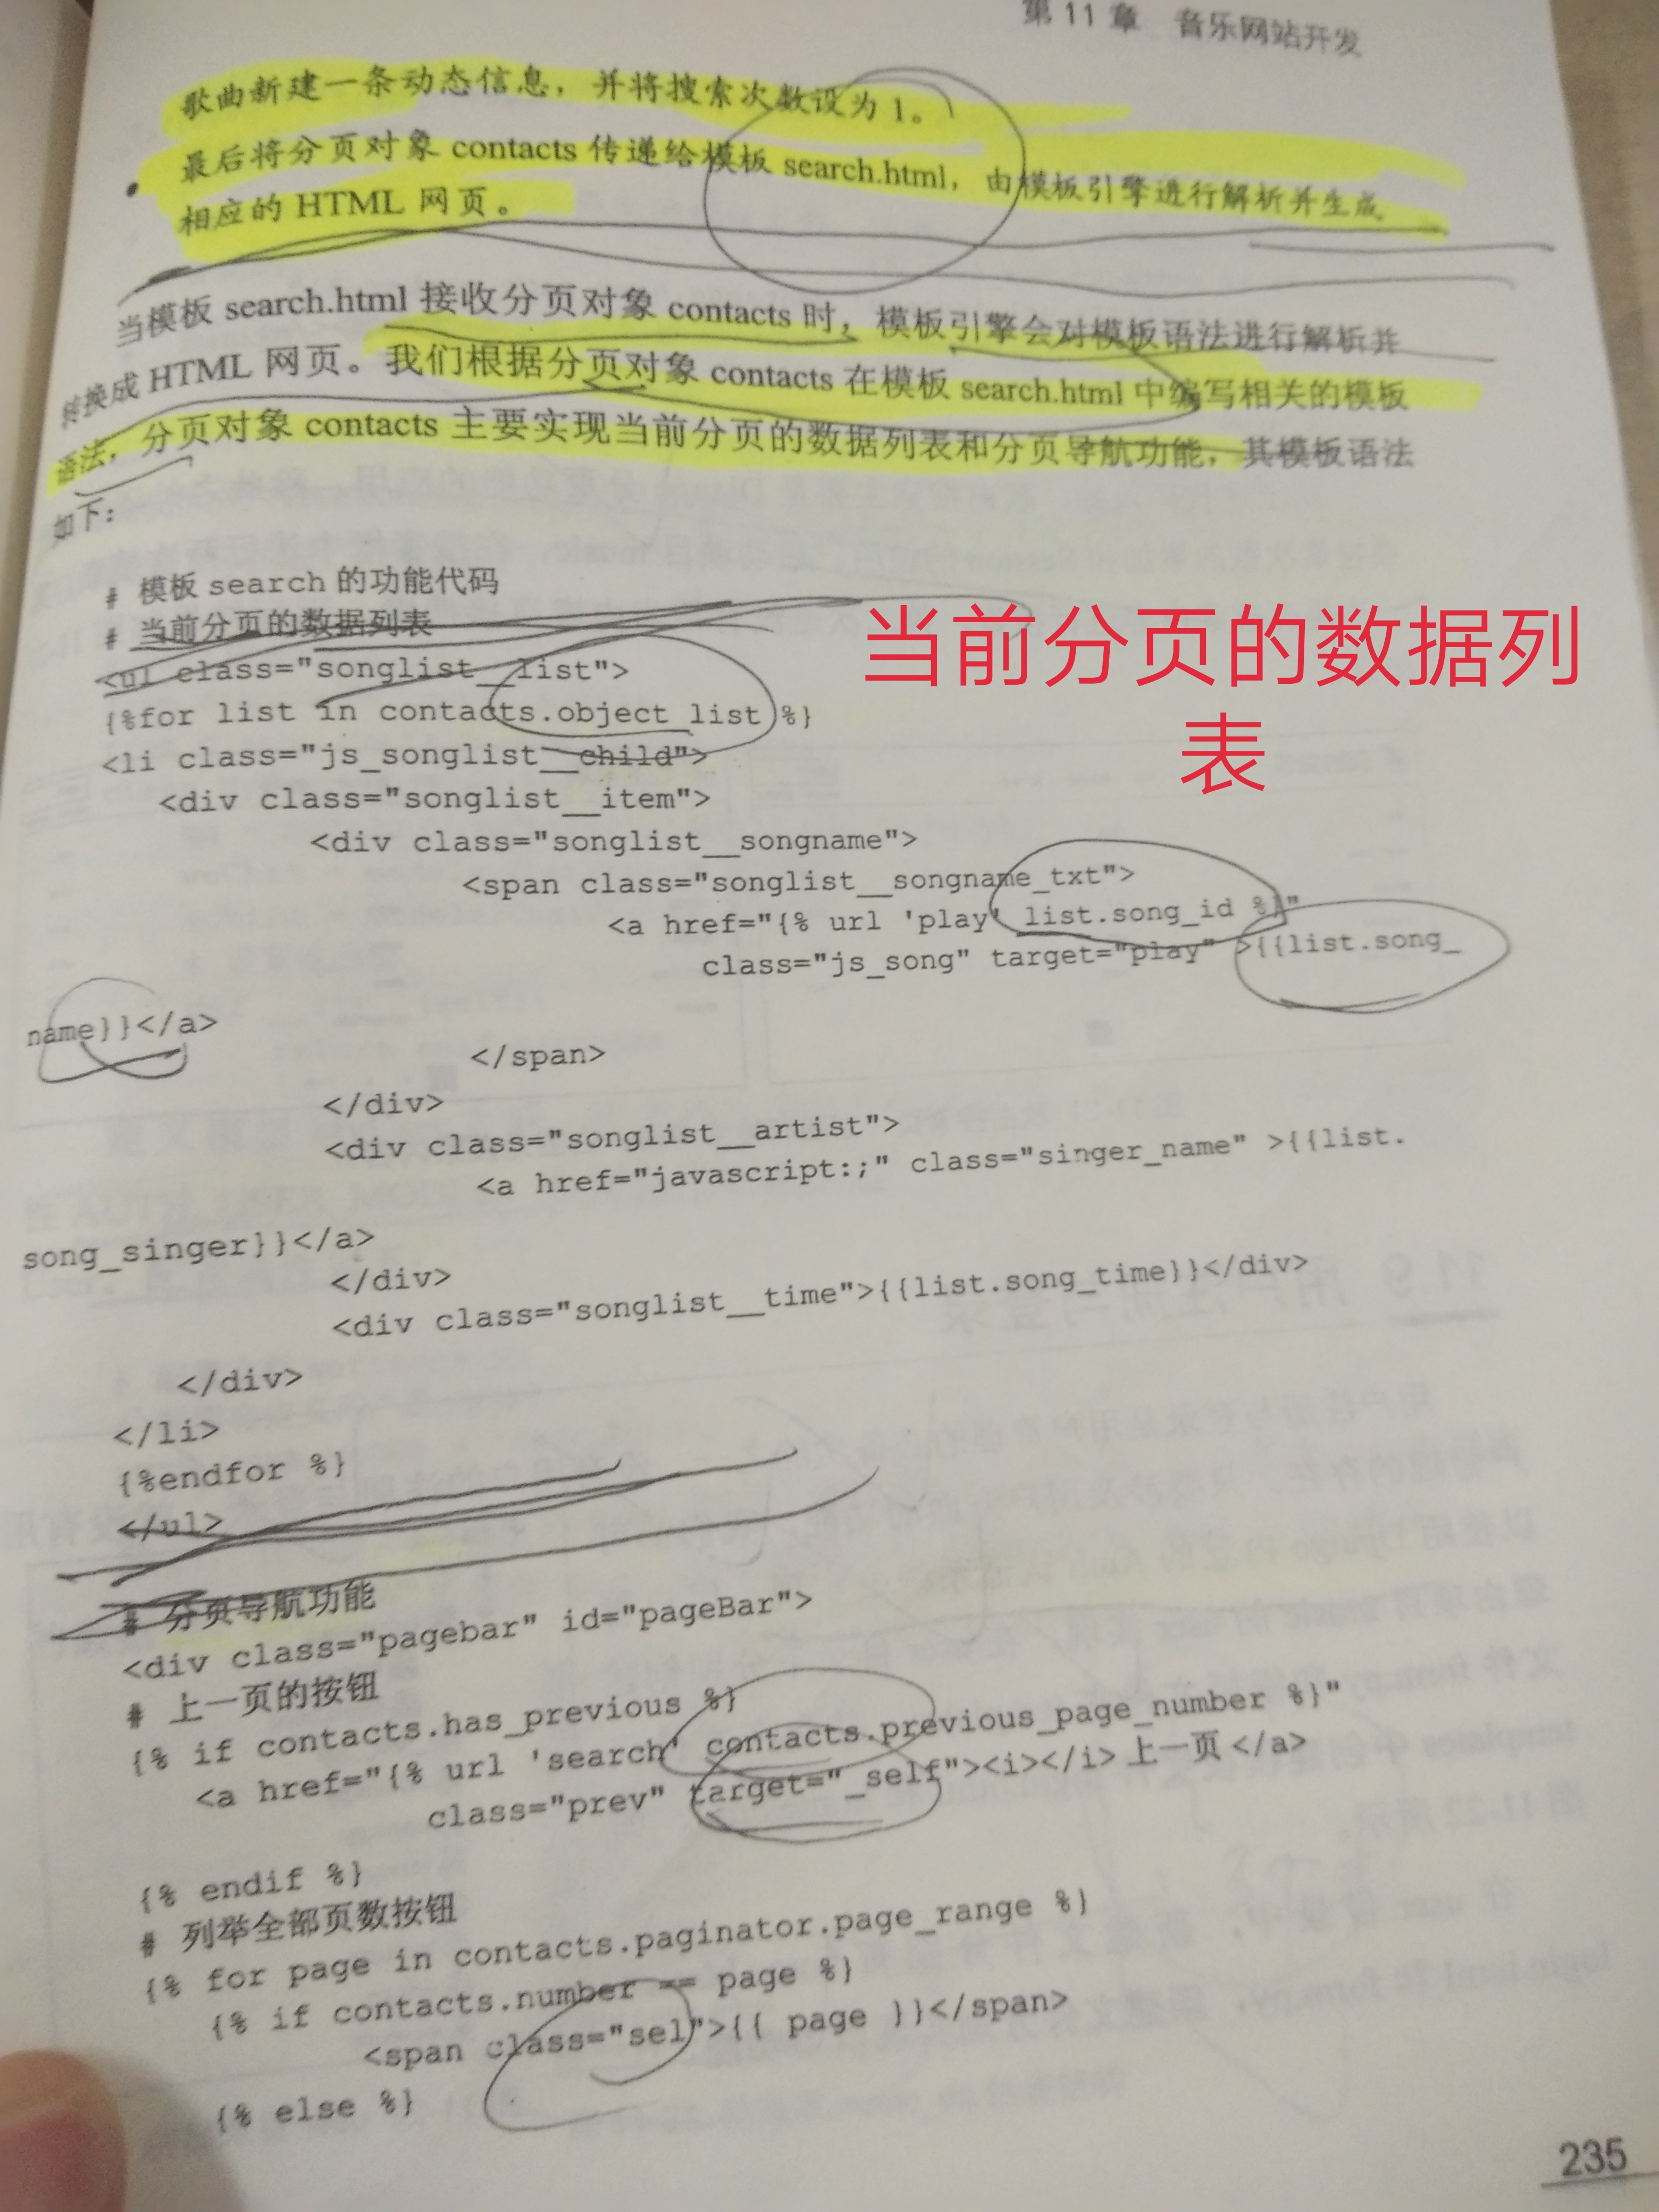 第 11 章 音乐网站开发
歌曲新建一条动态信息，并将搜索次数设为 1。
• 最后将分页对象 contacts 传递给模板 search.html，由模板引擎进行解析并生成
相应的 HTML 网页。
当模板 search.html 接收分页对象 contacts 时，模板引擎会对模板语法进行解析并
转换成 HTML 网页。我们根据分页对象 contacts 在模板 search.html 中编写相关的模板
语法，分页对象 contacts 主要实现当前分页的数据列表和分页导航功能，其模板语法
如下：
# 模板 search 的功能代码
# 当前分页的数据列表
当前分页的数据列
表
<ul class="songlist__list">
{%for list in contacts.object_list %}
<li class="js_songlist__child">
<div class="songlist__item">
<div class="songlist__songname">
<span class="songlist__songname_txt">
<a href="{% url 'play' list.song_id %}"
class="js_song" target="play" >{{list.song_
name}}</a>
</span>
</div>
<div class="songlist__artist">
<a href="javascript:;" class="singer_name" >{{list.
song_singer}}</a>
</div>
<div class="songlist__time">{{list.song_time}}</div>
</div>
</li>
{%endfor %}
</ul>
# 分页导航功能
<div class="pagebar" id="pageBar">
# 上一页的按钮
{% if contacts.has_previous %}
<a href="{% url 'search' contacts.previous_page_number %}"
class="prev" target="_self"><i></i>上一页</a>
{% endif %}
# 列举全部页数按钮
{% for page in contacts.paginator.page_range %}
{% if contacts.number == page %}
<span class="sel">{{ page }}</span>
{% else %}
235